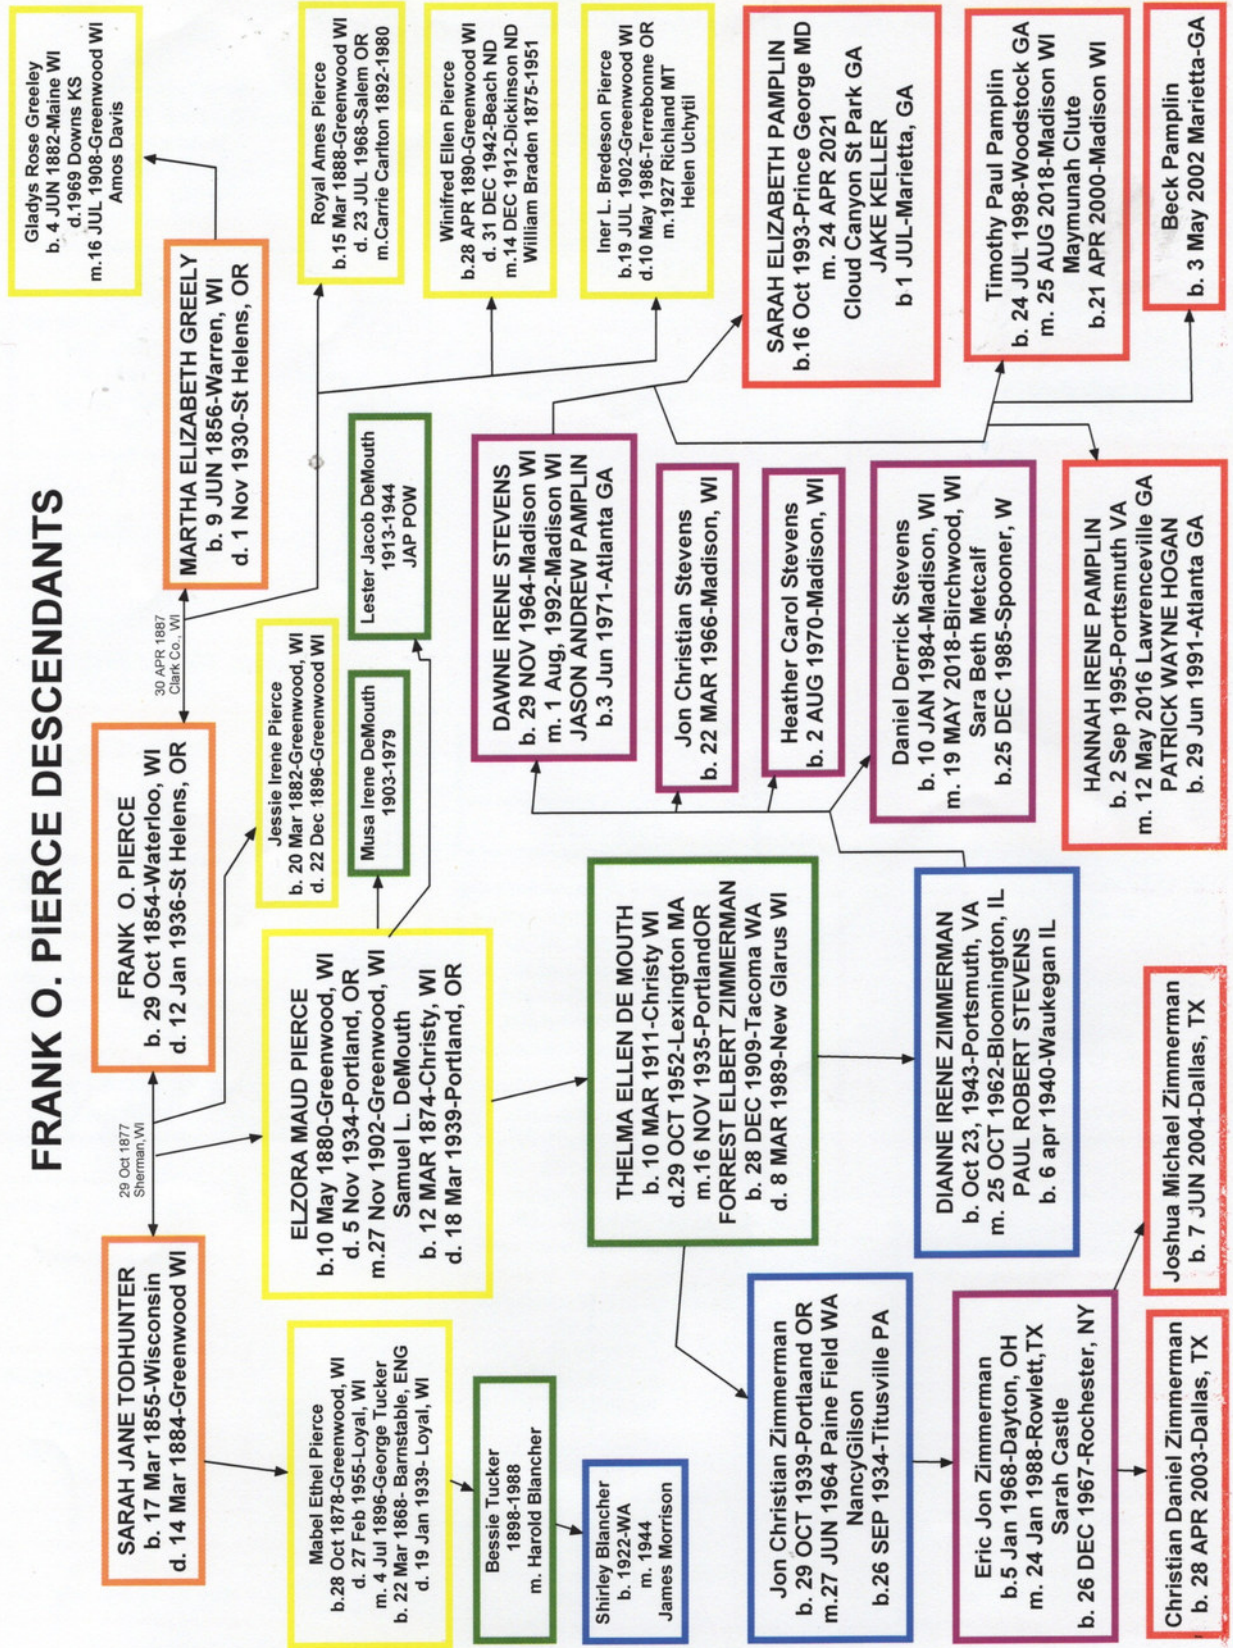 FRANK O. PIERCE DESCENDANTS
SARAH JANE TODHUNTER
b. 17 Mar 1855-Wisconsin
d. 14 Mar 1884-Greenwood WI
29 Oct 1877
Sherman,WI
FRANK O. PIERCE
b. 29 Oct 1854-Waterloo, WI
d. 12 Jan 1936-St Helens, OR
30 APR 1887
Clark Co., WI
MARTHA ELIZABETH GREELY
b. 9 JUN 1856-Warren, WI
d. 1 Nov 1930-St Helens, OR
Gladys Rose Greeley
b. 4 JUN 1882-Maine WI
d.1969 Downs KS
m.16 JUL 1908-Greenwood WI
Amos Davis
Mabel Ethel Pierce
b.28 Oct 1878-Greenwood, WI
d. 27 Feb 1955-Loyal, WI
m. 4 Jul 1896-George Tucker
b. 22 Mar 1868- Barnstable, ENG
d. 19 Jan 1939- Loyal, WI
ELZORA MAUD PIERCE
b.10 May 1880-Greenwood, WI
d. 5 Nov 1934-Portland, OR
m.27 Nov 1902-Greenwood, WI
Samuel L. DeMouth
b. 12 MAR 1874-Christy, WI
d. 18 Mar 1939-Portland, OR
Jessie Irene Pierce
b. 20 Mar 1882-Greenwood, WI
d. 22 Dec 1896-Greenwood WI
Royal Ames Pierce
b.15 Mar 1888-Greenwood WI
d. 23 JUL 1968-Salem OR
m.Carrie Carlton 1892-1980
Winifred Ellen Pierce
b.28 APR 1890-Greenwood WI
d. 31 DEC 1942-Beach ND
m.14 DEC 1912-Dickinson ND
William Braden 1875-1951
Iner L. Bredeson Pierce
b.19 JUL 1902-Greenwood WI
d.10 May 1986-Terrebonne OR
m.1927 Richland MT
Helen Uchytil
Bessie Tucker
1898-1988
m. Harold Blancher
Musa Irene DeMouth
1903-1979
Lester Jacob DeMouth
1913-1944
JAP POW
Shirley Blancher
b. 1922-WA
m. 1944
James Morrison
THELMA ELLEN DE MOUTH
b. 10 MAR 1911-Christy WI
d.29 OCT 1952-Lexington MA
m.16 NOV 1935-PortlandOR
FORREST ELBERT ZIMMERMAN
b. 28 DEC 1909-Tacoma WA
d. 8 MAR 1989-New Glarus WI
DAWNE IRENE STEVENS
b. 29 NOV 1964-Madison WI
m. 1 Aug, 1992-Madison WI
JASON ANDREW PAMPLIN
b.3 Jun 1971-Atlanta GA
Jon Christian Stevens
b. 22 MAR 1966-Madison, WI
Heather Carol Stevens
b. 2 AUG 1970-Madison, WI
Daniel Derrick Stevens
b. 10 JAN 1984-Madison, WI
m. 19 MAY 2018-Birchwood, WI
Sara Beth Metcalf
b.25 DEC 1985-Spooner, W
SARAH ELIZABETH PAMPLIN
b.16 Oct 1993-Prince George MD
m. 24 APR 2021
Cloud Canyon St Park GA
JAKE KELLER
b 1 JUL-Marietta, GA
Jon Christian Zimmerman
b. 29 OCT 1939-Portland OR
m.27 JUN 1964 Paine Field WA
NancyGilson
b.26 SEP 1934-Titusville PA
DIANNE IRENE ZIMMERMAN
b. Oct 23, 1943-Portsmuth, VA
m. 25 OCT 1962-Bloomington, IL
PAUL ROBERT STEVENS
b. 6 apr 1940-Waukegan IL
Timothy Paul Pamplin
b. 24 JUL 1998-Woodstock GA
m. 25 AUG 2018-Madison WI
Maymunah Clute
b.21 APR 2000-Madison WI
Eric Jon Zimmerman
b.5 Jan 1968-Dayton, OH
m. 24 Jan 1988-Rowlett,TX
Sarah Castle
b. 26 DEC 1967-Rochester, NY
HANNAH IRENE PAMPLIN
b. 2 Sep 1995-Portsmuth VA
m. 12 May 2016 Lawrenceville GA
PATRICK WAYNE HOGAN
b. 29 Jun 1991-Atlanta GA
Beck Pamplin
b. 3 May 2002 Marietta-GA
Christian Daniel Zimmerman
b. 28 APR 2003-Dallas, TX
Joshua Michael Zimmerman
b. 7 JUN 2004-Dallas, TX